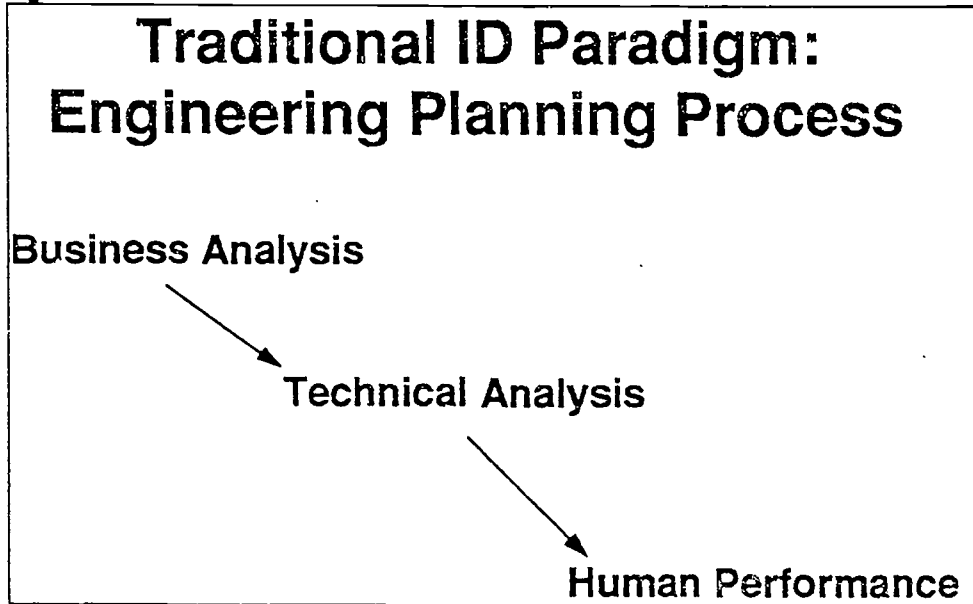 Traditional ID Paradigm:
Engineering Planning Process
Business Analysis
Technical Analysis
Human Performance